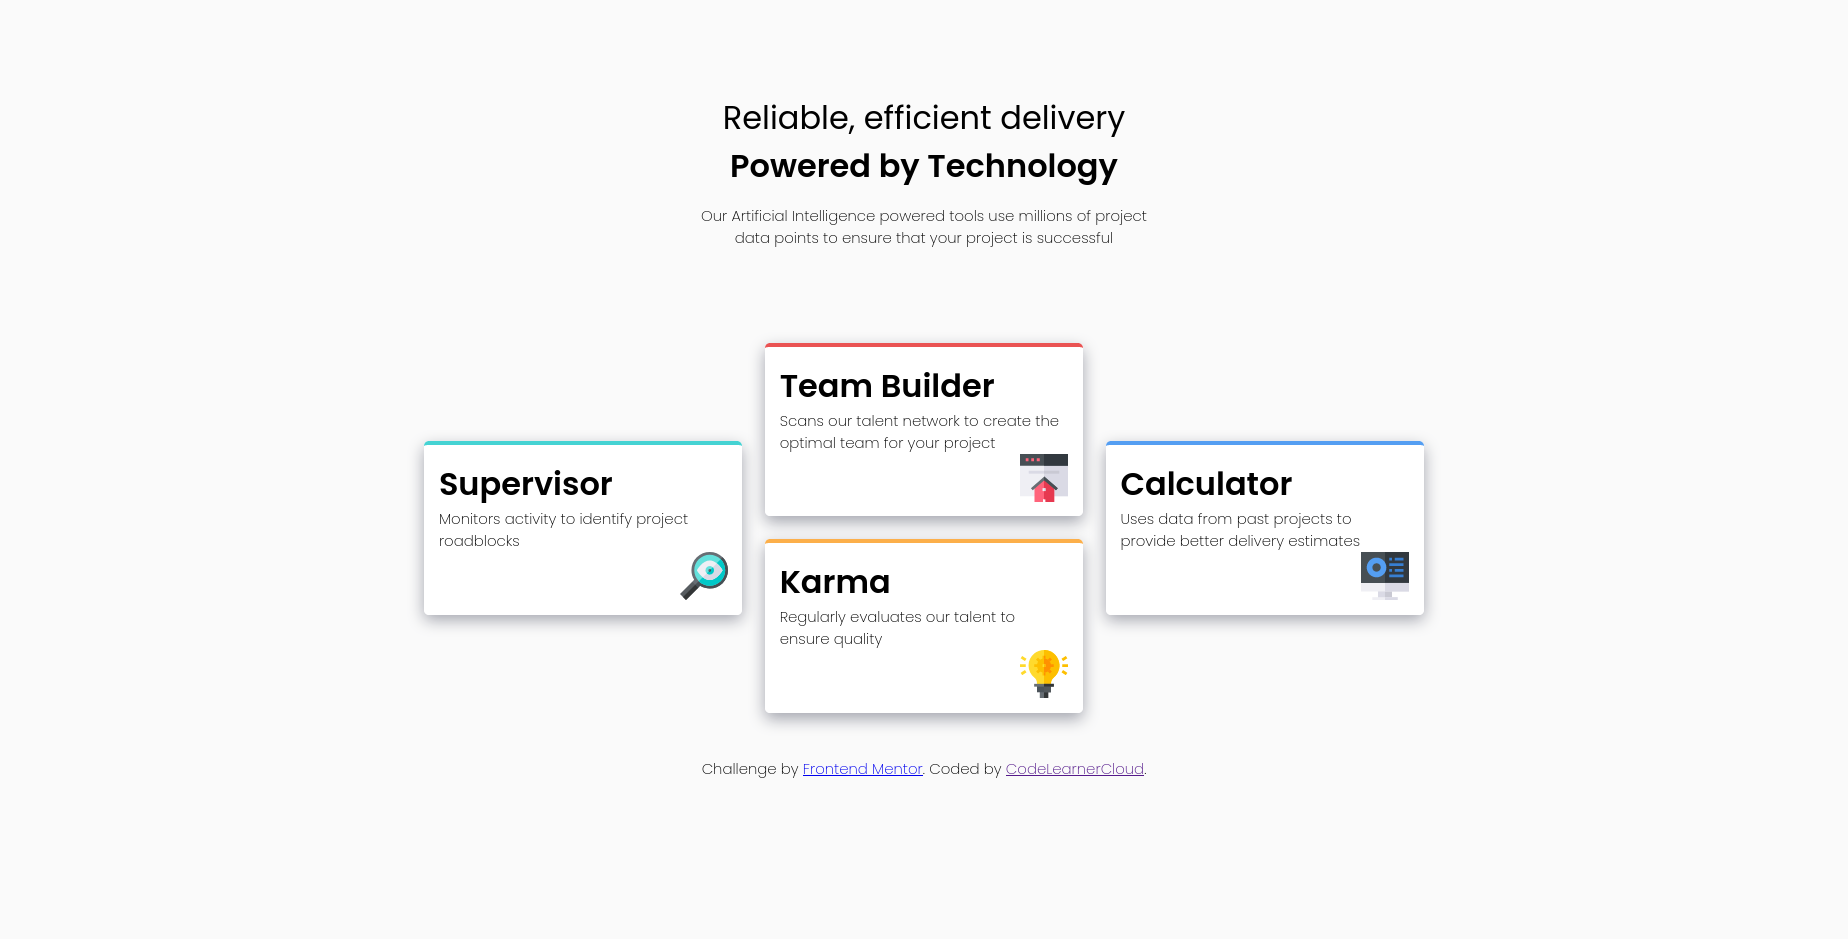 Reliable, efficient delivery
Powered by Technology
Our Artificial Intelligence powered tools use millions of project
data points to ensure that your project is successful
Supervisor
Monitors activity to identify project
roadblocks
Team Builder
Scans our talent network to create the
optimal team for your project
Karma
Regularly evaluates our talent to
ensure quality
Calculator
Uses data from past projects to
provide better delivery estimates
Challenge by Frontend Mentor. Coded by CodeLearnerCloud.